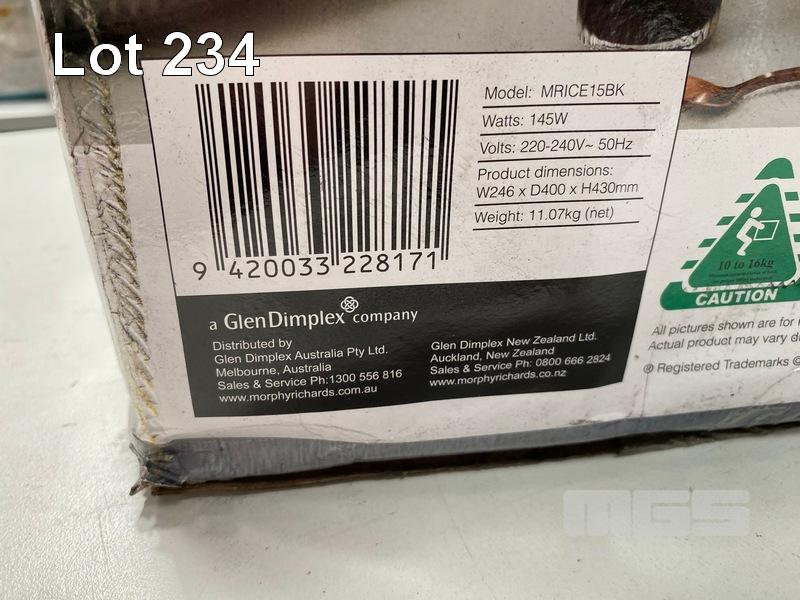 Lot 234
Model: MRICE15BK
Watts: 145W
Volts: 220-240V~ 50Hz
Product dimensions:
W246 x D400 x H430mm
Weight: 11.07kg (net)
9 420033 228171
a GlenDimplex company
Distributed by
Glen Dimplex Australia Pty Ltd.
Melbourne, Australia
Sales & Service Ph:1300 556 816
www.morphyrichards.com.au
Glen Dimplex New Zealand Ltd.
Auckland, New Zealand
Sales & Service Ph: 0800 666 2824
www.morphyrichards.co.nz
10 to 16kg
CAUTION
All pictures shown are for
Actual product may vary
® Registered Trademarks ©
MGS